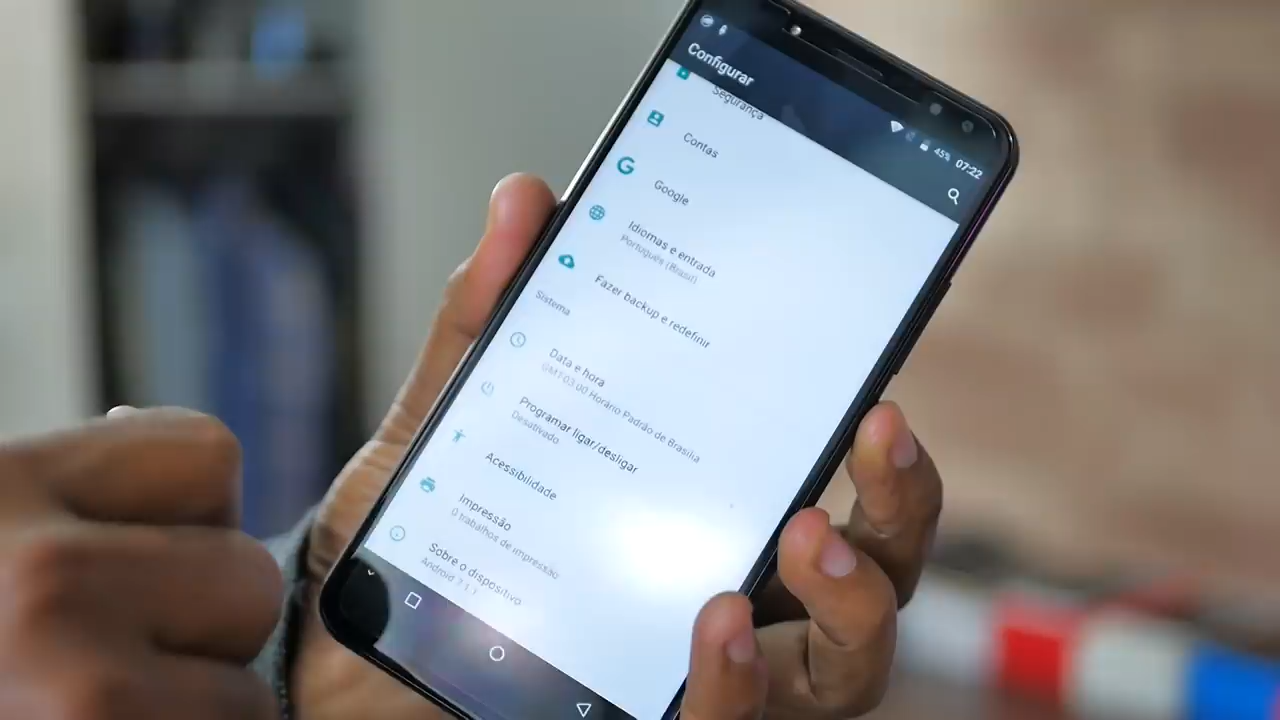 45% 07:22
Configurar
Segurança
Contas
Google
Idiomas e entrada
Português (Brasil)
Fazer backup e redefinir
Sistema
Data e hora
GMT-03:00 Horário Padrão de Brasília
Programar ligar/desligar
Desativado
Acessibilidade
Impressão
0 trabalhos de impressão
Sobre o dispositivo
Android 7.1.1